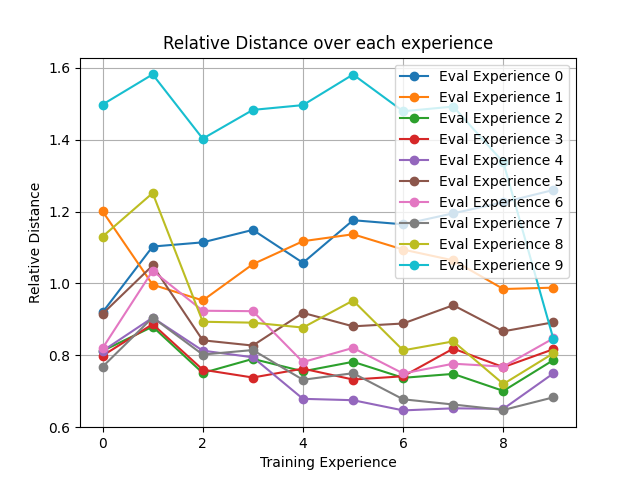 Relative Distance over each experience
1.6
1.4
1.2
1.0
0.8
0.6
Relative Distance
0 2 4 6 8
Training Experience
Eval Experience 0
Eval Experience 1
Eval Experience 2
Eval Experience 3
Eval Experience 4
Eval Experience 5
Eval Experience 6
Eval Experience 7
Eval Experience 8
Eval Experience 9